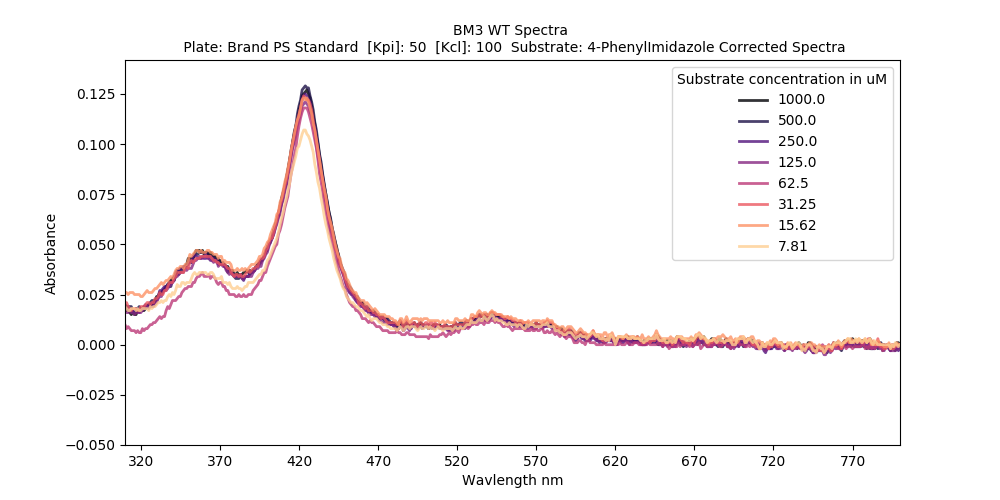 BM3 WT Spectra
Plate: Brand PS Standard  [Kpi]: 50  [Kcl]: 100  Substrate: 4-PhenylImidazole Corrected Spectra
Substrate concentration in uM
1000.0
500.0
250.0
125.0
62.5
31.25
15.62
7.81
Absorbance
0.125
0.100
0.075
0.050
0.025
0.000
−0.025
−0.050
320 370 420 470 520 570 620 670 720 770
Wavlength nm